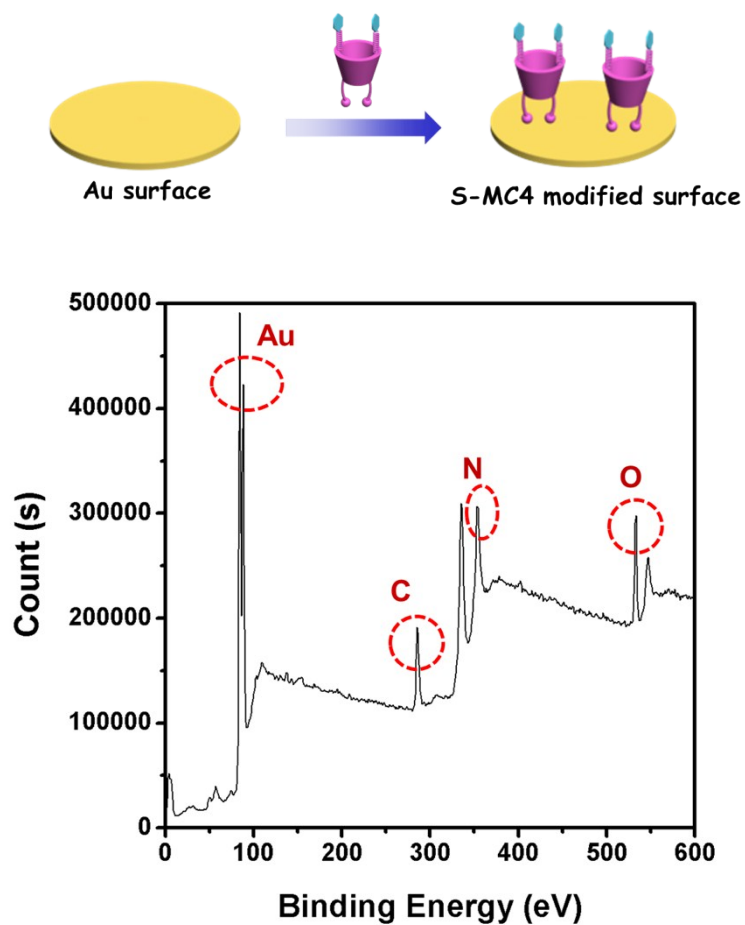 Au surface
S-MC4 modified surface
500000
400000
300000
200000
100000
0
Count (s)
Au
C
N
O
0 100 200 300 400 500 600
Binding Energy (eV)